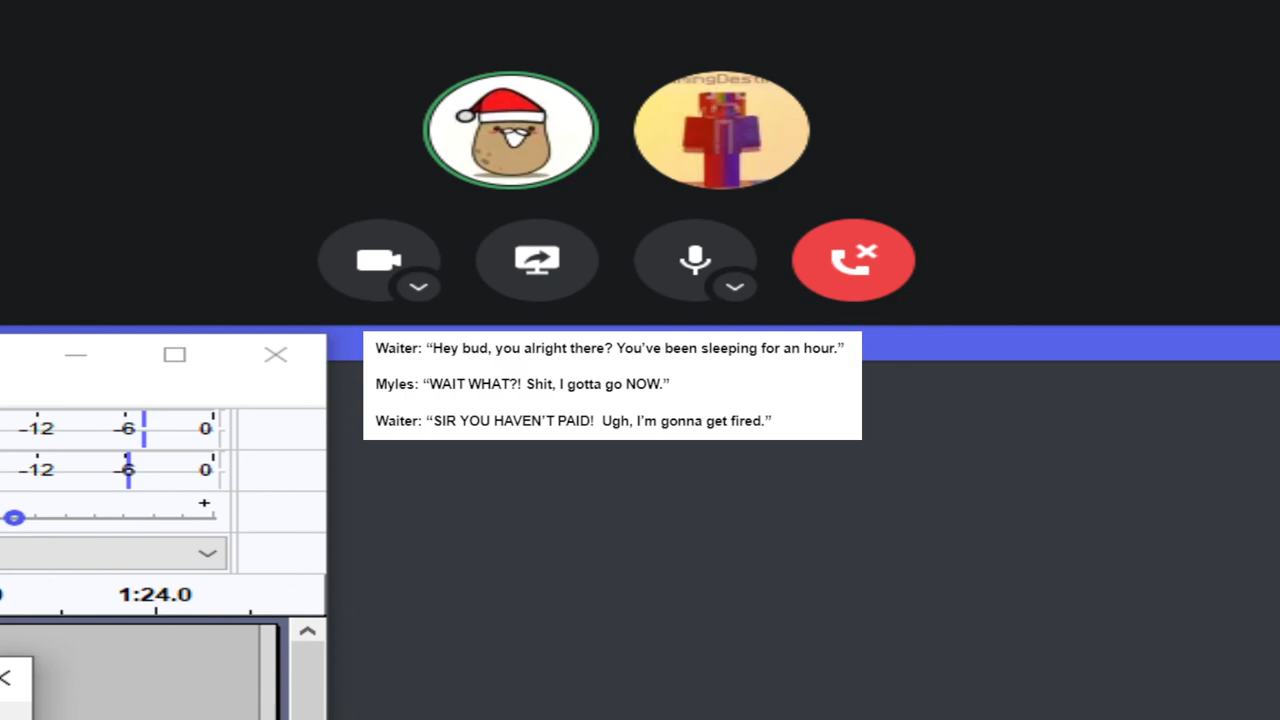 Waiter: “Hey bud, you alright there? You’ve been sleeping for an hour.”
Myles: “WAIT WHAT?! Shit, I gotta go NOW.”
Waiter: “SIR YOU HAVEN’T PAID!  Ugh, I’m gonna get fired.”
-12 -6 0
-12 -6 0
+
1:24.0